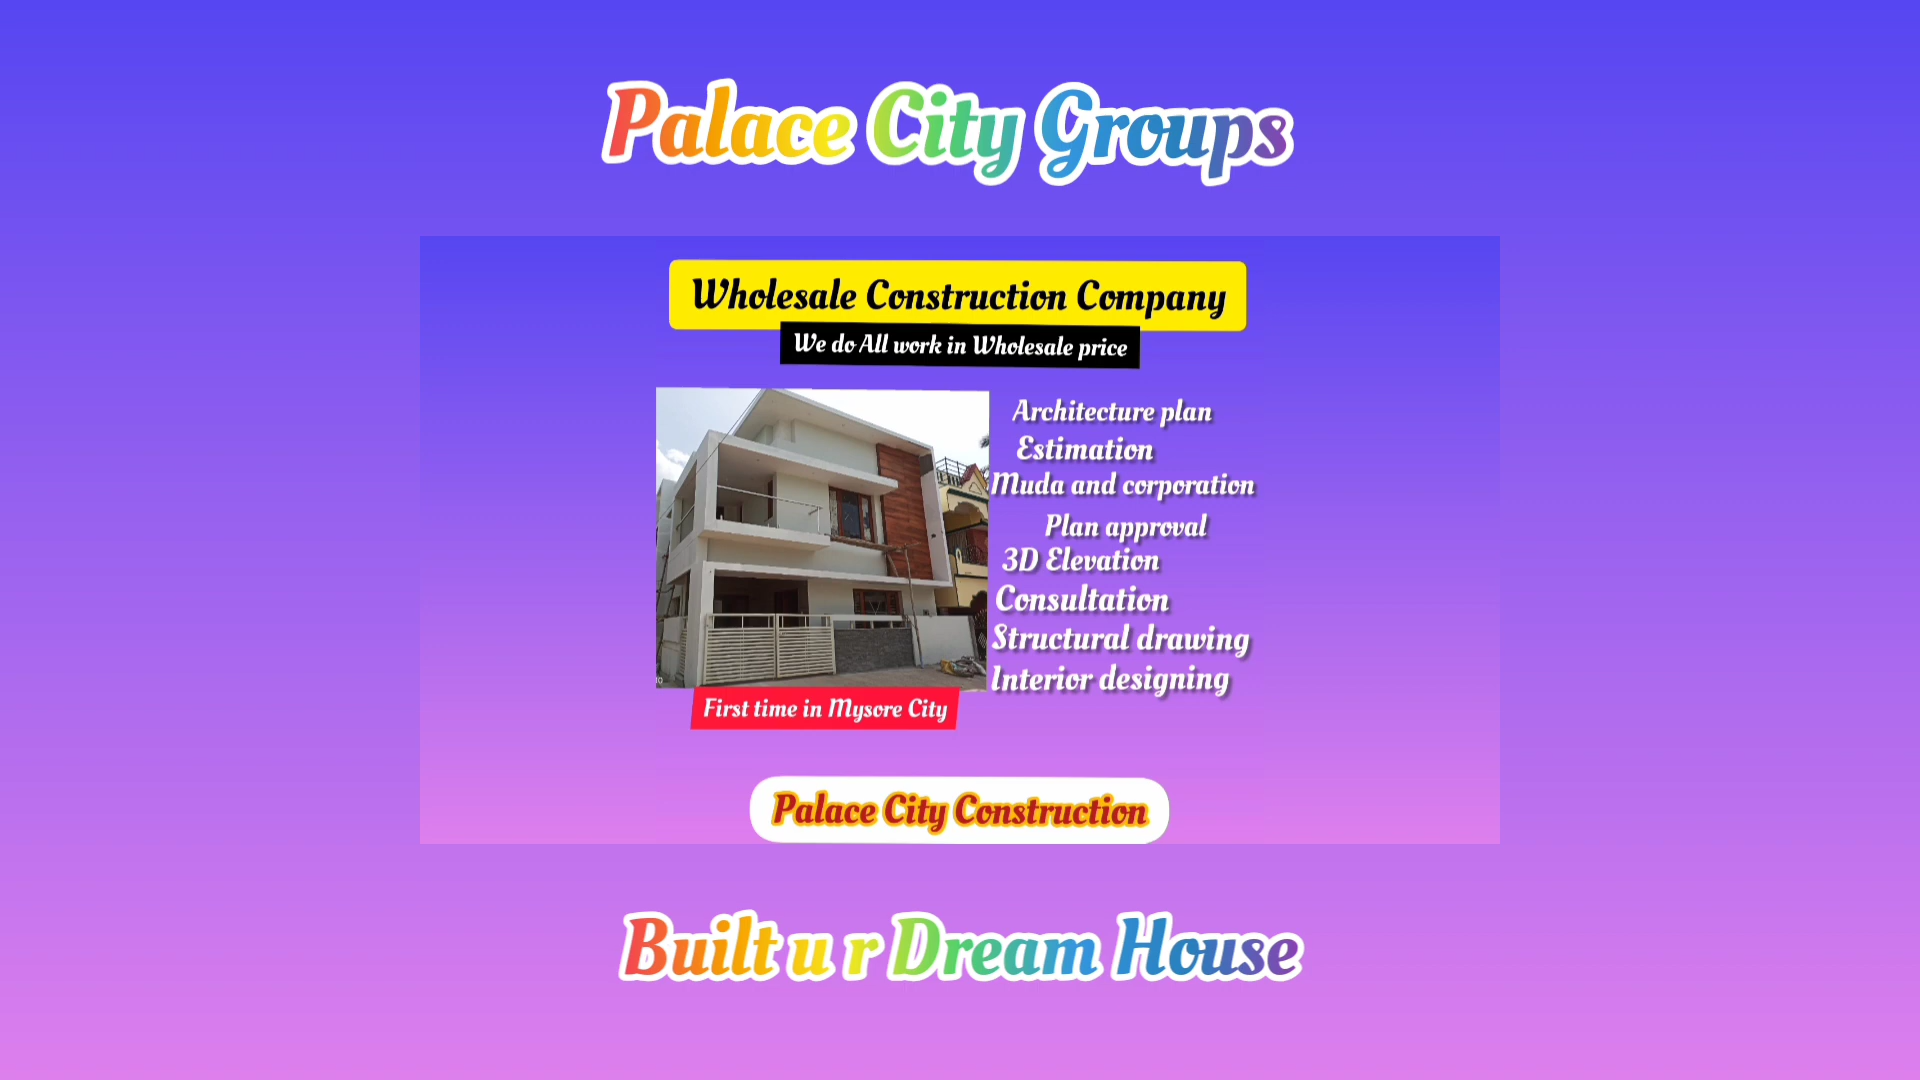 Palace City Groups
Wholesale Construction Company
We do All work in Wholesale price
Architecture plan
Estimation
Muda and corporation
Plan approval
3D Elevation
Consultation
Structural drawing
Interior designing
First time in Mysore City
Palace City Construction
Built u r Dream House